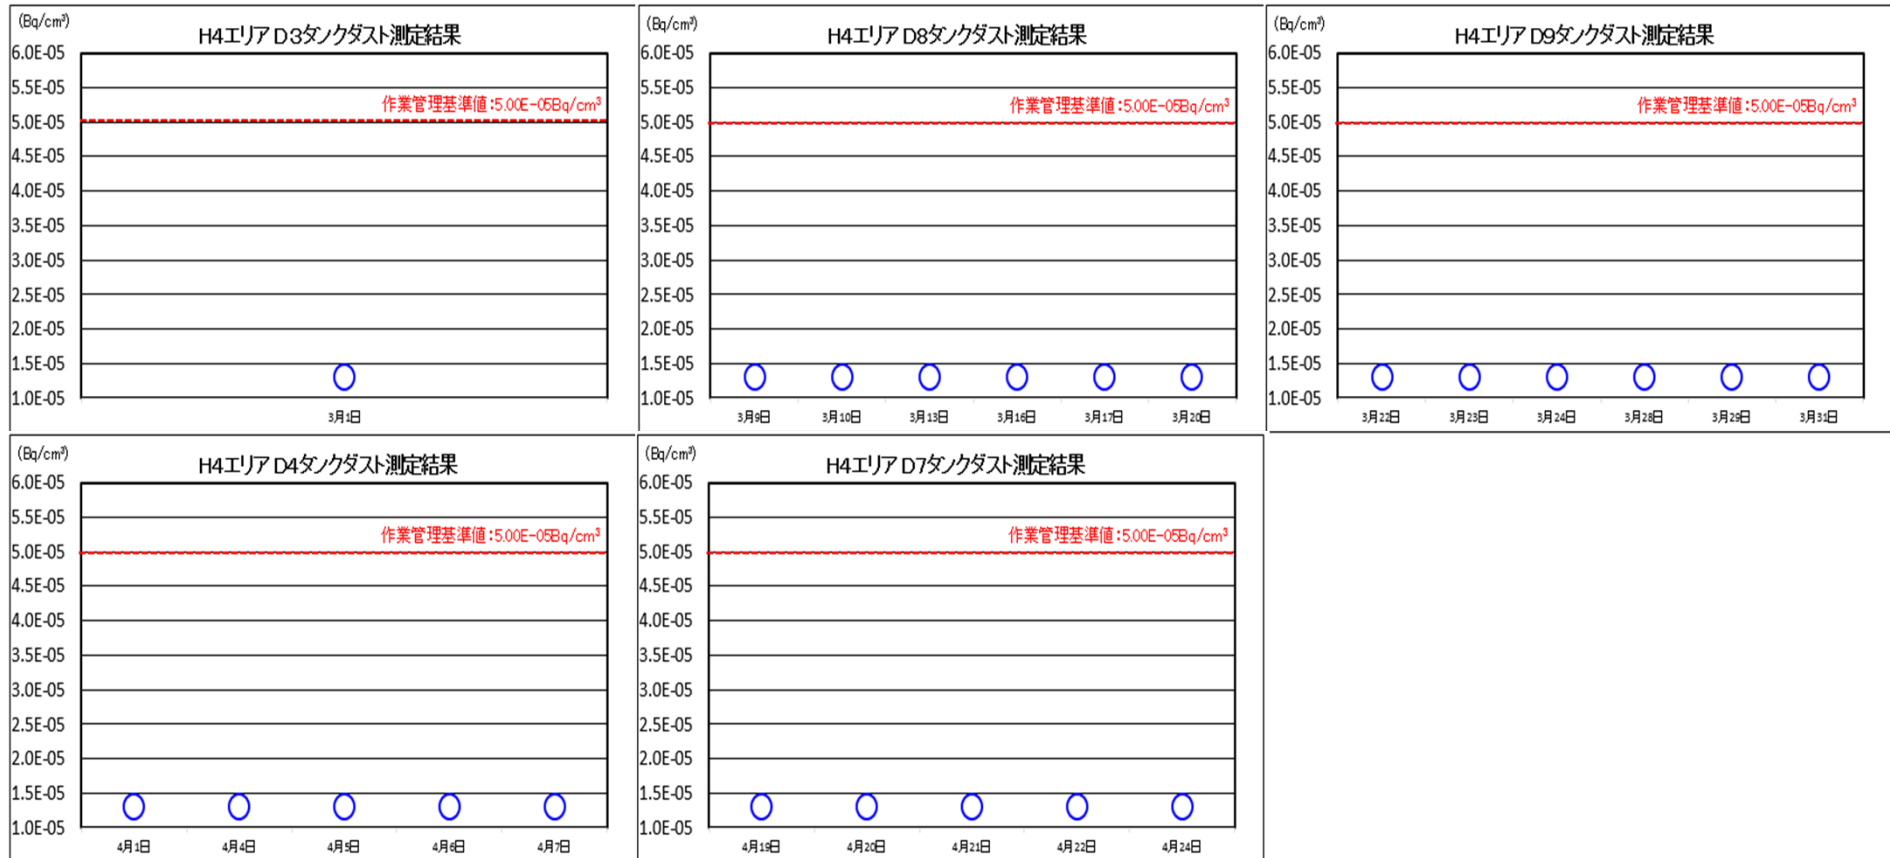 (Bq/cm³)
H4エリア D3タンクダスト測定結果
6.0E-05
5.5E-05
作業管理基準値:5.00E-05Bq/cm³
5.0E-05
4.5E-05
4.0E-05
3.5E-05
3.0E-05
2.5E-05
2.0E-05
1.5E-05
1.0E-05
3月1日
(Bq/cm³)
H4エリア D8タンクダスト測定結果
6.0E-05
5.5E-05
作業管理基準値:5.00E-05Bq/cm³
5.0E-05
4.5E-05
4.0E-05
3.5E-05
3.0E-05
2.5E-05
2.0E-05
1.5E-05
1.0E-05
3月9日 3月10日 3月13日 3月16日 3月17日 3月20日
(Bq/cm³)
H4エリア D9タンクダスト測定結果
6.0E-05
5.5E-05
作業管理基準値:5.00E-05Bq/cm³
5.0E-05
4.5E-05
4.0E-05
3.5E-05
3.0E-05
2.5E-05
2.0E-05
1.5E-05
1.0E-05
3月22日 3月23日 3月24日 3月28日 3月29日 3月31日
(Bq/cm³)
H4エリア D4タンクダスト測定結果
6.0E-05
5.5E-05
作業管理基準値:5.00E-05Bq/cm³
5.0E-05
4.5E-05
4.0E-05
3.5E-05
3.0E-05
2.5E-05
2.0E-05
1.5E-05
1.0E-05
4月1日 4月4日 4月5日 4月6日 4月7日
(Bq/cm³)
H4エリア D7タンクダスト測定結果
6.0E-05
5.5E-05
作業管理基準値:5.00E-05Bq/cm³
5.0E-05
4.5E-05
4.0E-05
3.5E-05
3.0E-05
2.5E-05
2.0E-05
1.5E-05
1.0E-05
4月19日 4月20日 4月21日 4月22日 4月24日